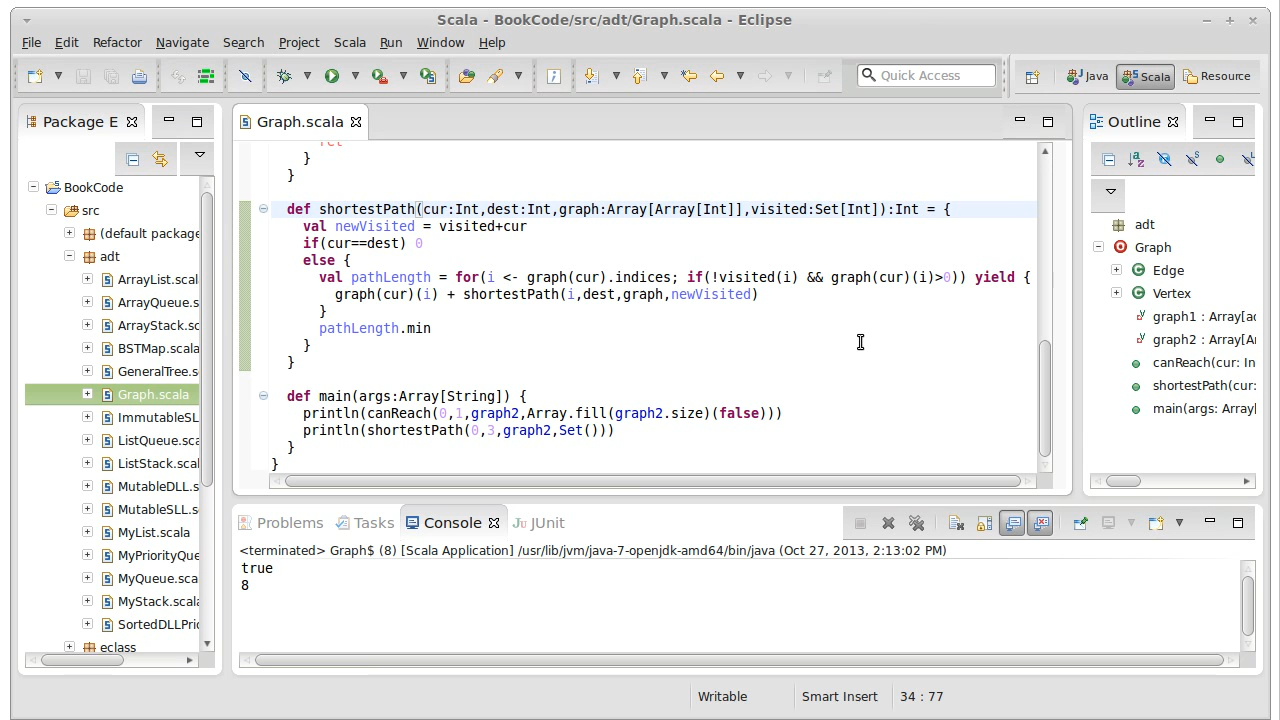 Scala - BookCode/src/adt/Graph.scala - Eclipse
File Edit Refactor Navigate Search Project Scala Run Window Help
Quick Access
Java
Scala
Resource
Package E
BookCode
src
(default package
adt
ArrayList.scal
ArrayQueue.s
ArrayStack.sc
BSTMap.scala
GeneralTree.s
Graph.scala
ImmutableSL
ListQueue.sca
ListStack.scal
MutableDLL.s
MutableSLL.s
MyList.scala
MyPriorityQue
MyQueue.sca
MyStack.scala
SortedDLLPri
eclass
Graph.scala
ret
}
}
def shortestPath(cur:Int,dest:Int,graph:Array[Array[Int]],visited:Set[Int]):Int = {
val newVisited = visited+cur
if(cur==dest) 0
else {
val pathLength = for(i <- graph(cur).indices; if(!visited(i) && graph(cur)(i)>0)) yield {
graph(cur)(i) + shortestPath(i,dest,graph,newVisited)
}
pathLength.min
}
}
def main(args:Array[String]) {
println(canReach(0,1,graph2,Array.fill(graph2.size)(false)))
println(shortestPath(0,3,graph2,Set()))
}
}
Outline
adt
Graph
Edge
Vertex
graph1 : Array[ad
graph2 : Array[Ar
canReach(cur: In
shortestPath(cur:
main(args: Array[
Problems
Tasks
Console
JUnit
<terminated> Graph$ (8) [Scala Application] /usr/lib/jvm/java-7-openjdk-amd64/bin/java (Oct 27, 2013, 2:13:02 PM)
true
8
Writable
Smart Insert
34 : 77